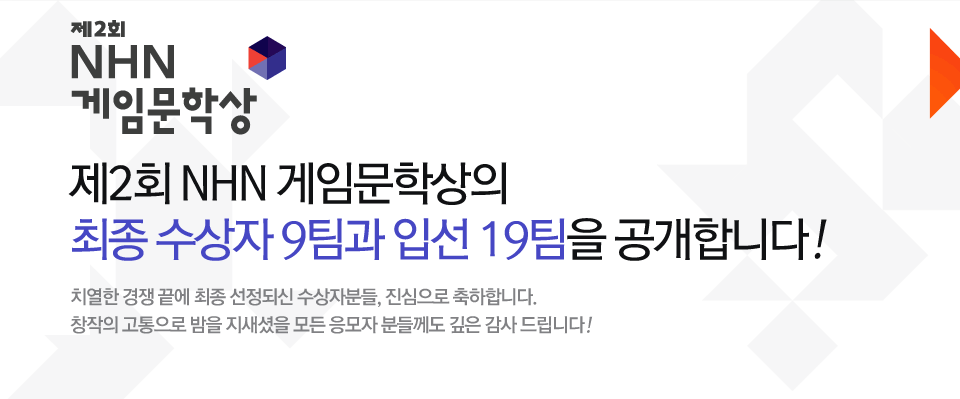 제2회
NHN
게임문학상
제2회 NHN 게임문학상의
최종 수상자 9팀과 입선 19팀을 공개합니다!
치열한 경쟁 끝에 최종 선정되신 수상자분들, 진심으로 축하합니다.
창작의 고통으로 밤을 지새셨을 모든 응모자 분들께도 깊은 감사 드립니다!